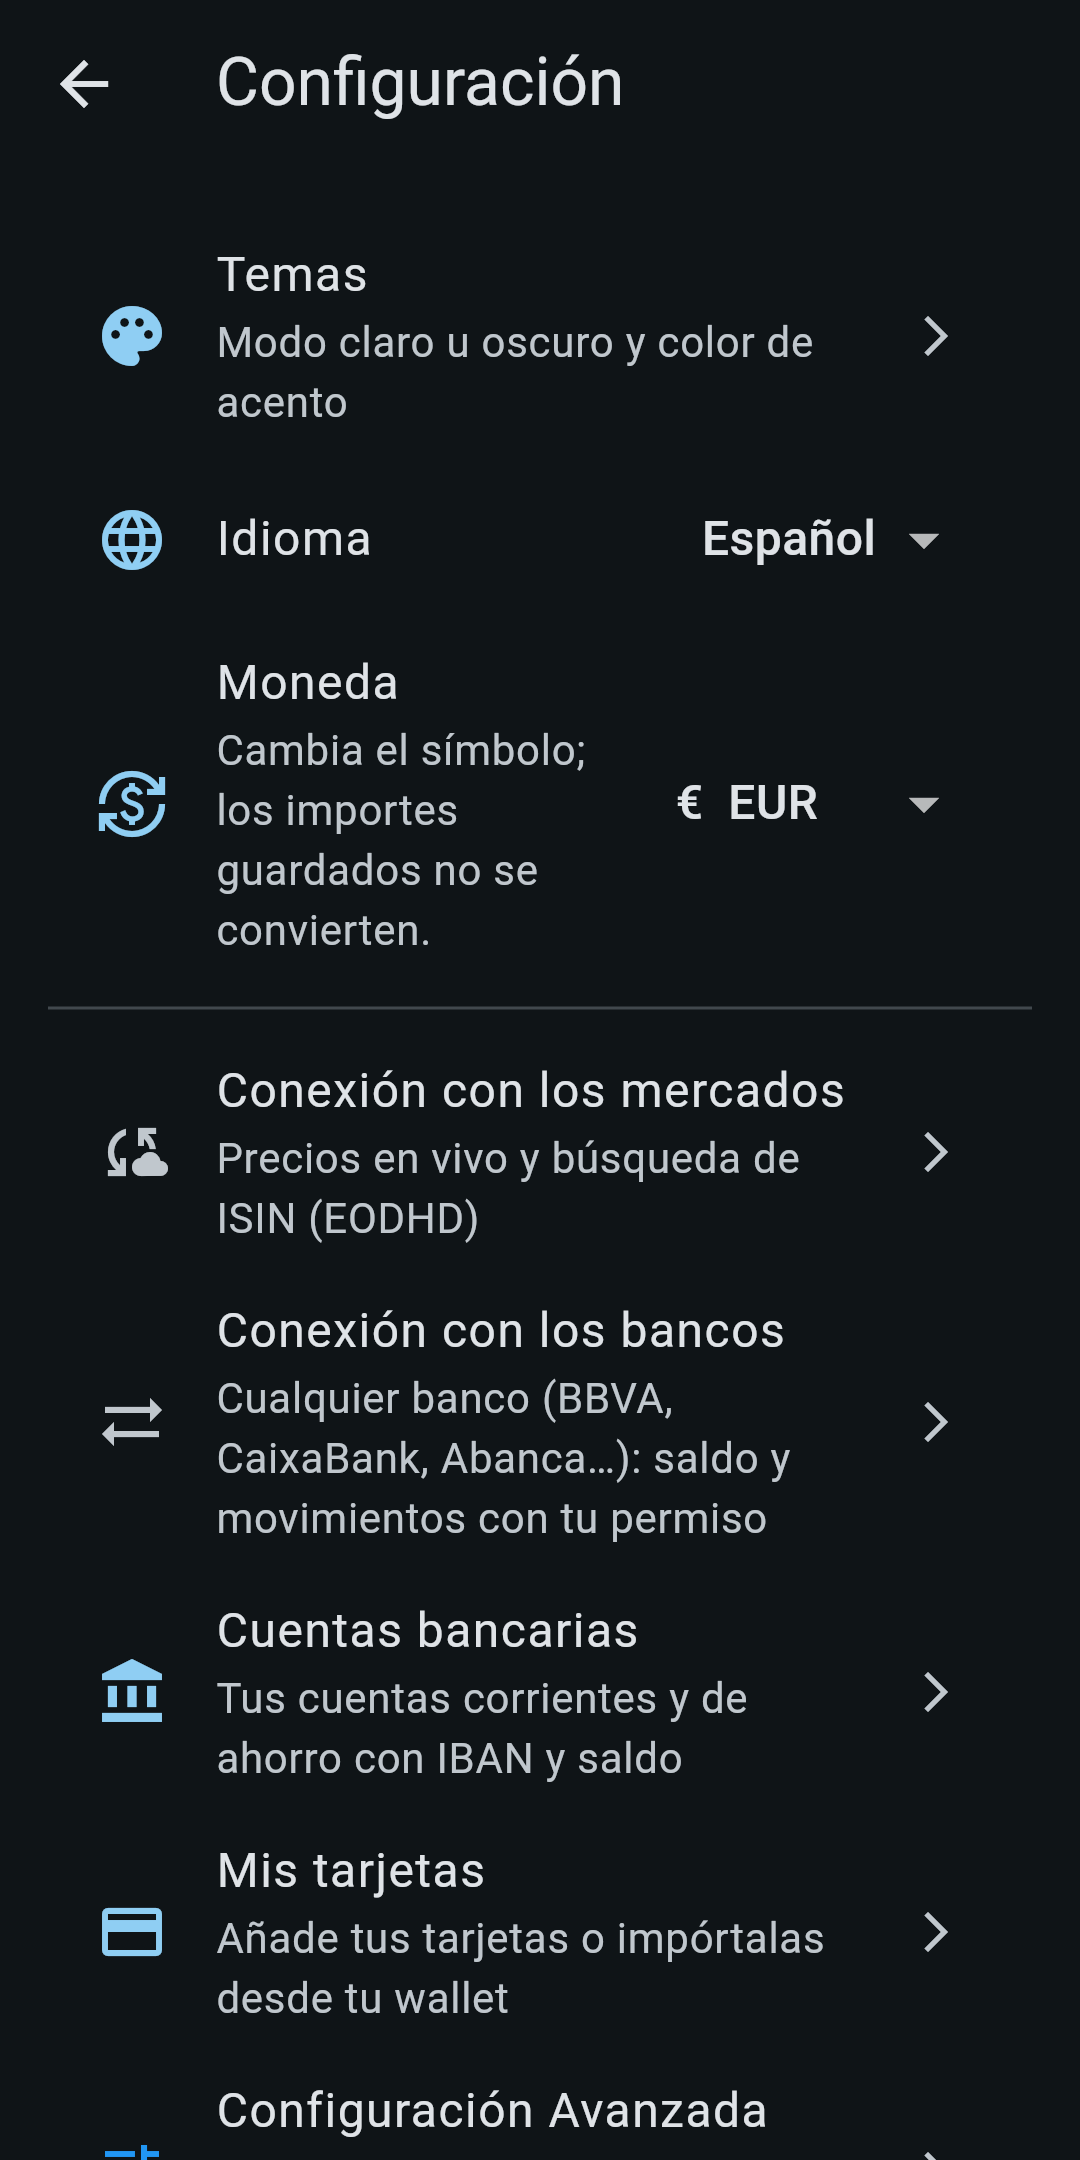 Configuración
Temas
Modo claro u oscuro y color de
acento
Idioma
Español
Moneda
Cambia el símbolo;
los importes
guardados no se
convierten.
€ EUR
Conexión con los mercados
Precios en vivo y búsqueda de
ISIN (EODHD)
Conexión con los bancos
Cualquier banco (BBVA,
CaixaBank, Abanca…): saldo y
movimientos con tu permiso
Cuentas bancarias
Tus cuentas corrientes y de
ahorro con IBAN y saldo
Mis tarjetas
Añade tus tarjetas o impórtalas
desde tu wallet
Configuración Avanzada